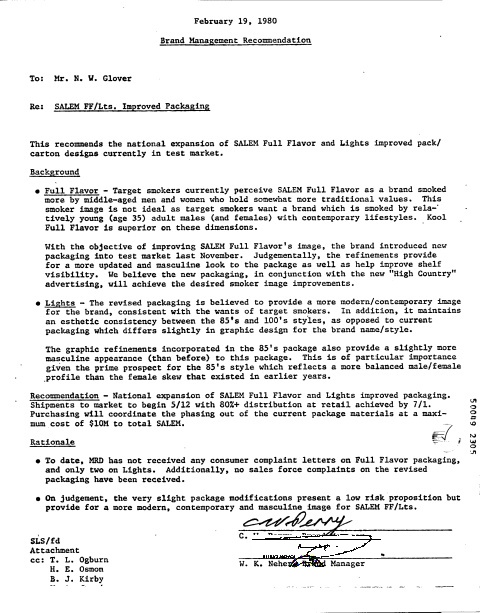 February 19, 1980
Brand Management Recommendation
To: Mr. N. W. Glover
Re: SALEM FF/Lts. Improved Packaging
This recommends the national expansion of SALEM Full Flavor and Lights improved pack/
carton designs currently in test market.
Background
● Full Flavor - Target smokers currently perceive SALEM Full Flavor as a brand smoked
more by middle-aged men and women who hold somewhat more traditional values. This
smoker image is not ideal as target smokers want a brand which is smoked by rela-
tively young (age 35) adult males (and females) with contemporary lifestyles. Kool
Full Flavor is superior on these dimensions.
With the objective of improving SALEM Full Flavor's image, the brand introduced new
packaging into test market last November. Judgementally, the refinements provide
for a more updated and masculine look to the package as well as help improve shelf
visibility. We believe the new packaging, in conjunction with the new "High Country"
advertising, will achieve the desired smoker image improvements.
● Lights - The revised packaging is believed to provide a more modern/contemporary image
for the brand, consistent with the wants of target smokers. In addition, it maintains
an esthetic consistency between the 85's and 100's styles, as opposed to current
packaging which differs slightly in graphic design for the brand name/style.
The graphic refinements incorporated in the 85's package also provide a slightly more
masculine appearance (than before) to this package. This is of particular importance
given the prime prospect for the 85's style which reflects a more balanced male/female
profile than the female skew that existed in earlier years.
Recommendation - National expansion of SALEM Full Flavor and Lights improved packaging.
Shipments to market to begin 5/12 with 80%+ distribution at retail achieved by 7/1.
Purchasing will coordinate the phasing out of the current package materials at a maxi-
mum cost of $10M to total SALEM.
Rationale
● To date, MRD has not received any consumer complaint letters on Full Flavor packaging,
and only two on Lights. Additionally, no sales force complaints on the revised
packaging have been received.
● On judgement, the very slight package modifications present a low risk proposition but
provide for a more modern, contemporary and masculine image for SALEM FF/Lts.
CW Perry
C.
W. K. Neher, Brand Manager
SLS/fd
Attachment
cc: T. L. Ogburn
H. E. Osmon
B. J. Kirby
50049 2305